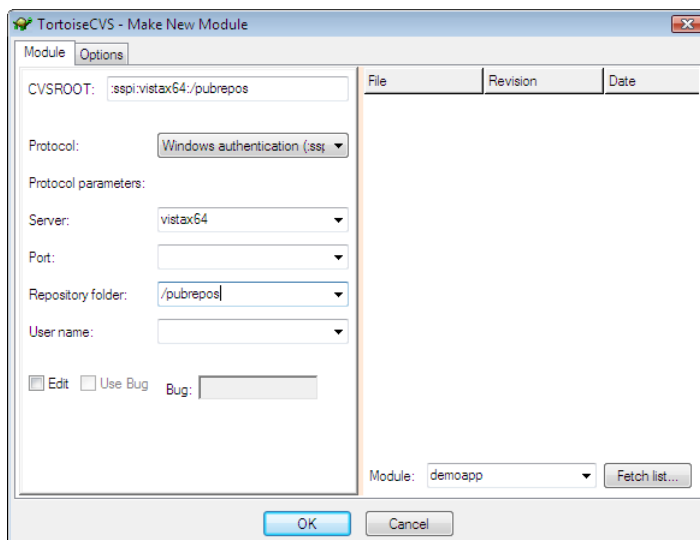 TortoiseCVS - Make New Module
Module Options
CVSROOT: :sspi:vistax64:/pubrepos
File Revision Date
Protocol: Windows authentication (:ssp
Protocol parameters:
Server: vistax64
Port:
Repository folder: /pubrepos
User name:
Edit Use Bug Bug:
Module: demoapp Fetch list...
OK Cancel